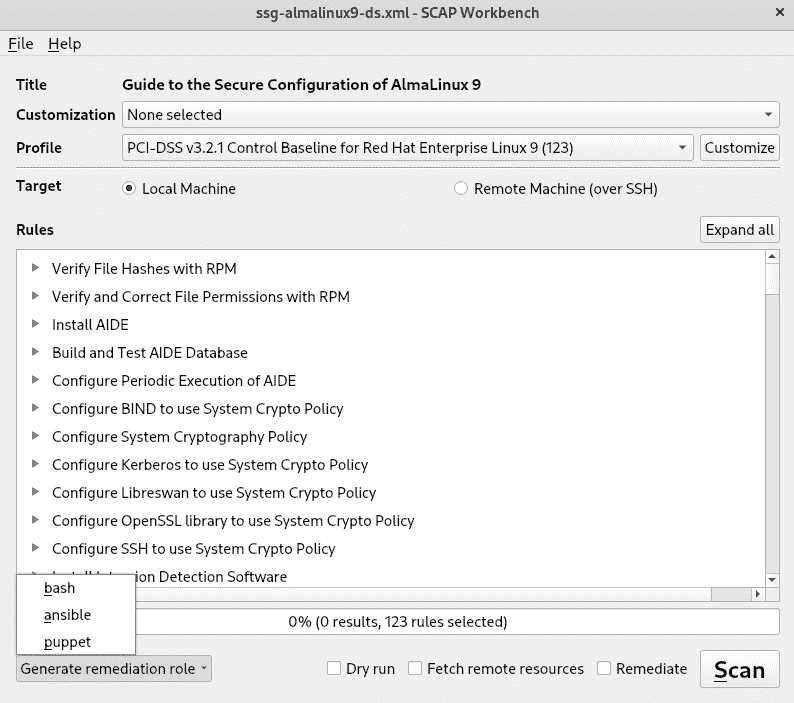 ssg-almalinux9-ds.xml - SCAP Workbench
File Help
Title Guide to the Secure Configuration of AlmaLinux 9
Customization None selected
Profile PCI-DSS v3.2.1 Control Baseline for Red Hat Enterprise Linux 9 (123) Customize
Target Local Machine Remote Machine (over SSH)
Rules Expand all
Verify File Hashes with RPM
Verify and Correct File Permissions with RPM
Install AIDE
Build and Test AIDE Database
Configure Periodic Execution of AIDE
Configure BIND to use System Crypto Policy
Configure System Cryptography Policy
Configure Kerberos to use System Crypto Policy
Configure Libreswan to use System Crypto Policy
Configure OpenSSL library to use System Crypto Policy
Configure SSH to use System Crypto Policy
Detection Software
bash
ansible
0% (0 results, 123 rules selected)
puppet
Generate remediation role Dry run Fetch remote resources Remediate Scan